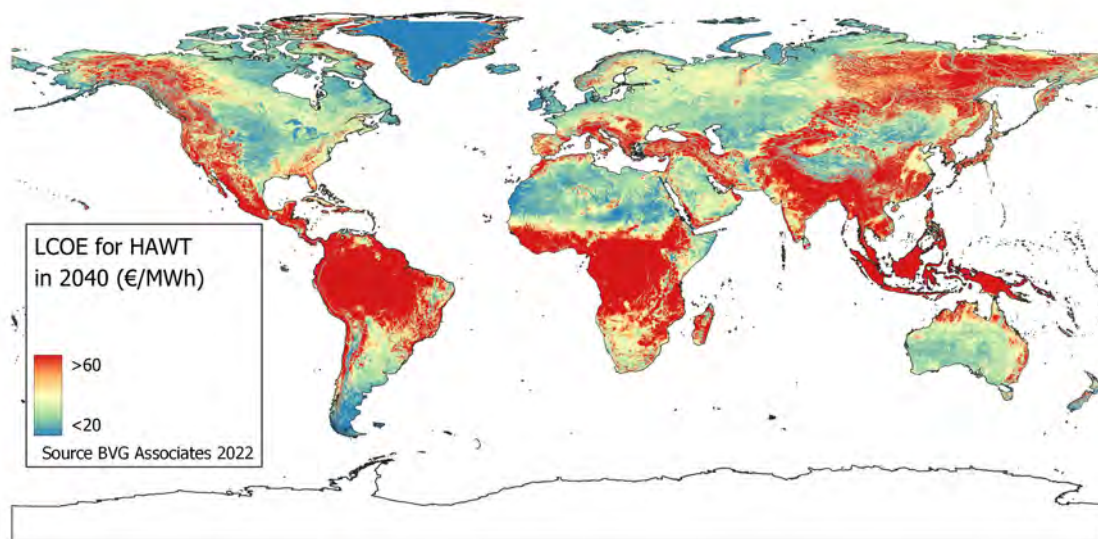 LCOE for HAWT
in 2040 (€/MWh)
>60
<20
Source BVG Associates 2022